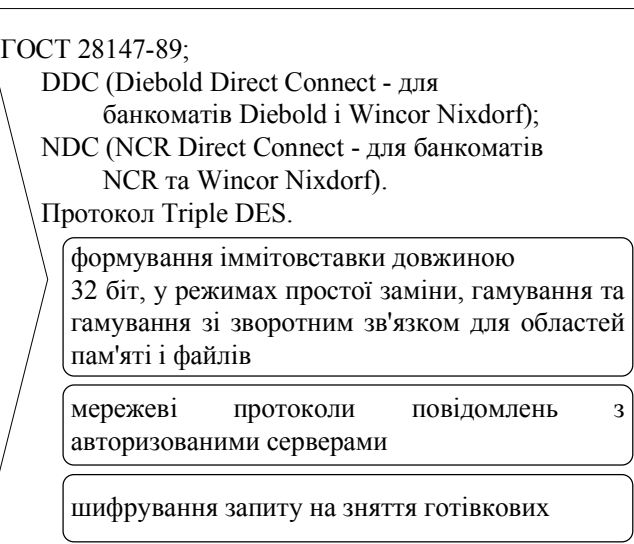 ГОСТ 28147-89;
DDC (Diebold Direct Connect - для
банкоматів Diebold і Wincor Nixdorf);
NDC (NCR Direct Connect - для банкоматів
NCR та Wincor Nixdorf).
Протокол Triple DES.
формування іммітовставки довжиною
32 біт, у режимах простої заміни, гамування та
гамування зі зворотним зв'язком для областей
пам'яті і файлів
мережеві протоколи повідомлень з
авторизованими серверами
шифрування запиту на зняття готівкових